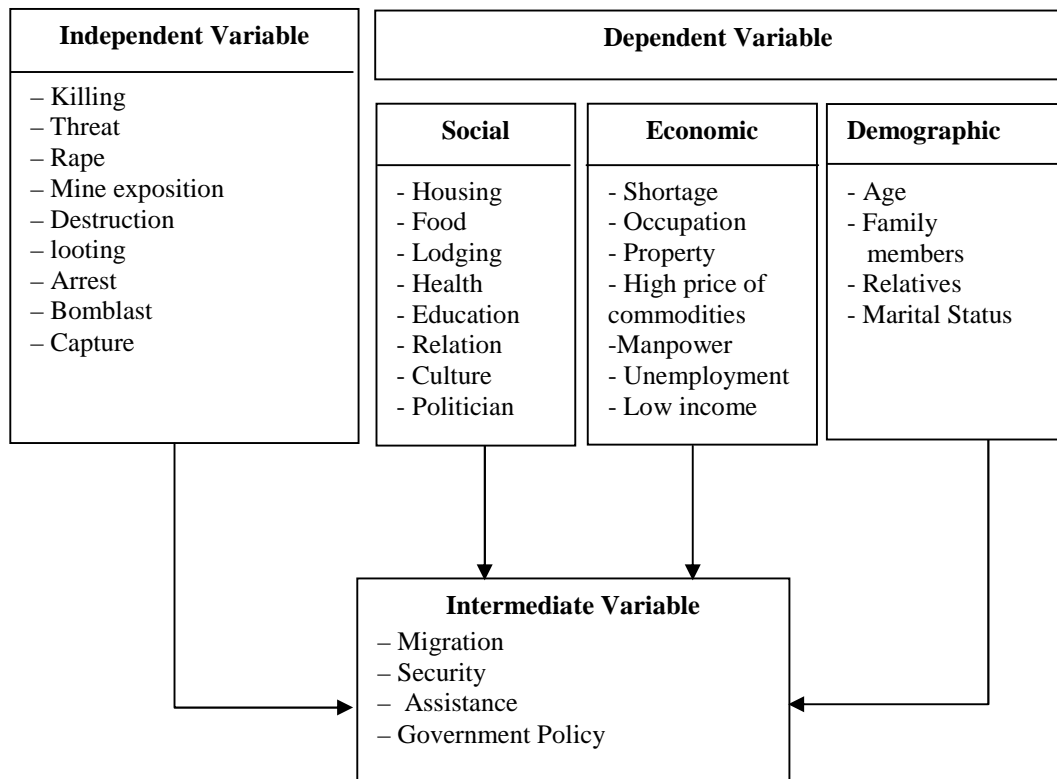 Independent Variable
– Killing
– Threat
– Rape
– Mine exposition
– Destruction
– looting
– Arrest
– Bomblast
– Capture
Dependent Variable
Social
- Housing
- Food
- Lodging
- Health
- Education
- Relation
- Culture
- Politician
Economic
- Shortage
- Occupation
- Property
- High price of
commodities
-Manpower
- Unemployment
- Low income
Demographic
- Age
- Family
members
- Relatives
- Marital Status
Intermediate Variable
– Migration
– Security
– Assistance
– Government Policy